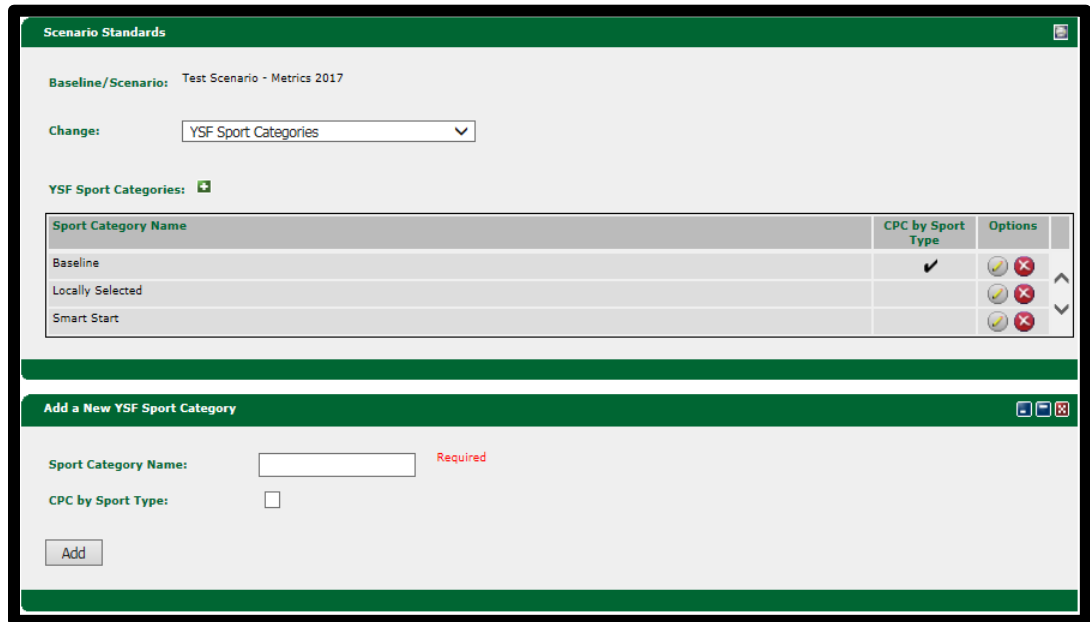 Scenario Standards
Baseline/Scenario: Test Scenario - Metrics 2017
Change: YSF Sport Categories
YSF Sport Categories:
Sport Category Name CPC by Sport Type Options
Baseline
Locally Selected
Smart Start
Add a New YSF Sport Category
Sport Category Name: Required
CPC by Sport Type:
Add